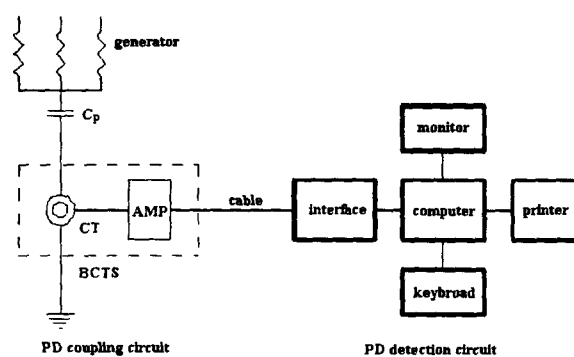 generator
Cp
monitor
CT
AMP
cable
interface
computer
printer
BCTS
keybroad
PD coupling circuit
PD detection circuit